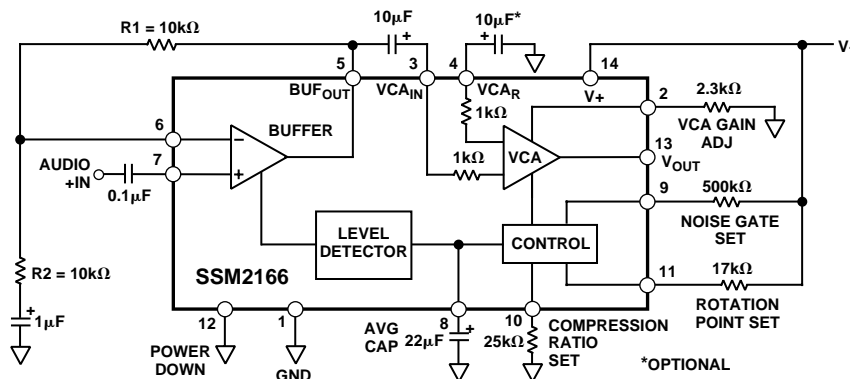 R1 = 10kΩ
10µF
+
10µF*
+
V
5
3
4
14
BUFOUT
VCAIN
VCAR
V+
2
2.3kΩ
VCA GAIN
ADJ
1kΩ
6
BUFFER
−
+
AUDIO
+IN
7
0.1µF
1kΩ
VCA
13
VOUT
9
500kΩ
NOISE GATE
SET
LEVEL
DETECTOR
CONTROL
R2 = 10kΩ
SSM2166
11
17kΩ
ROTATION
POINT SET
+
1µF
12
POWER
DOWN
1
GND
AVG
CAP
8
+
22µF
10
25kΩ
COMPRESSION
RATIO
SET
*OPTIONAL